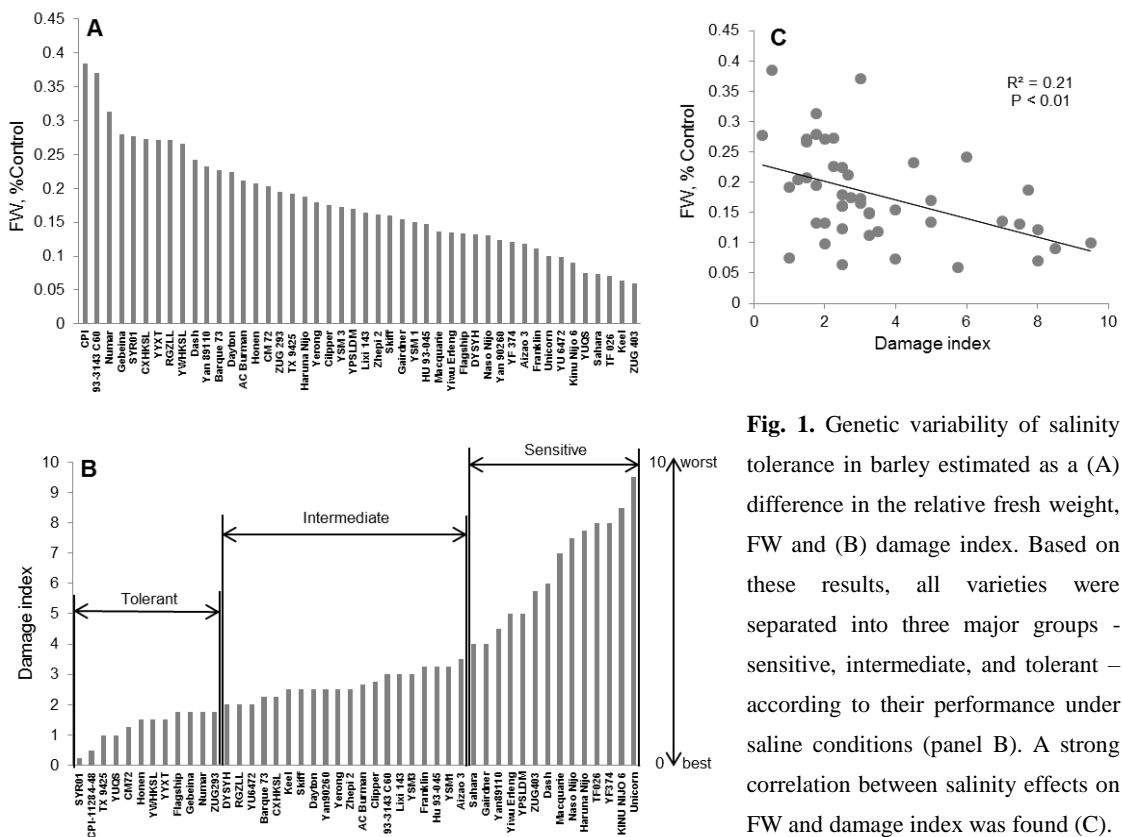 A
FW, %Control
0.45
0.4
0.35
0.3
0.25
0.2
0.15
0.1
0.05
0
CPI
93-3143 C60
Numar
Gebeina
SYR01
CXHKSL
YYXT
RGZLL
YWHKSL
Dash
Yan 89110
Barque 73
Dayton
AC Burman
Honen
CM 72
ZUG 293
TX 9425
Haruna Nijo
Yerong
Clipper
YSM 3
YPSLDM
Lixi 143
Zhepi 2
Skiff
Gairdner
YSM 1
HU 93-045
Macquarie
Yiwu Erleng
Flagship
DYSYH
Naso Nijo
Yan 90260
YF 374
Aizao 3
Franklin
Unicorn
YU 6472
Kinu Nijo 6
YUQS
Sahara
TF 026
Keel
ZUG 403
C
FW, % Control
0.45
0.4
0.35
0.3
0.25
0.2
0.15
0.1
0.05
0
R² = 0.21
P < 0.01
0 2 4 6 8 10
Damage index
B
Damage index
10
9
8
7
6
5
4
3
2
1
0
Tolerant
Intermediate
Sensitive
10 worst
0 best
SYR01
CPI-11284-48
TX 9425
YUQS
CM72
Honen
YWHKSL
YYXT
Flagship
Gebeina
Numar
ZUG293
DYSYH
RGZLL
YU6472
Barque 73
CXHKSL
Keel
Skiff
Dayton
Yan90260
Yerong
Zhepi 2
AC Burman
Clipper
93-3143 C60
Lixi 143
YSM3
Franklin
Hu 93-045
YSM1
Aizao 3
Sahara
Gairdner
Yan89110
Yiwu Erleng
YPSLDM
ZUG403
Dash
Macquarie
Naso Nijo
Haruna Nijo
TF026
YF374
KINU NIJO 6
Unicorn
Fig. 1. Genetic variability of salinity
tolerance in barley estimated as a (A)
difference in the relative fresh weight,
FW and (B) damage index. Based on
these results, all varieties were
separated into three major groups -
sensitive, intermediate, and tolerant –
according to their performance under
saline conditions (panel B). A strong
correlation between salinity effects on
FW and damage index was found (C).